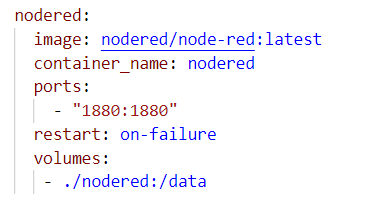 nodered:
  image: nodered/node-red:latest
  container_name: nodered
  ports:
    - "1880:1880"
  restart: on-failure
  volumes:
   - ./nodered:/data